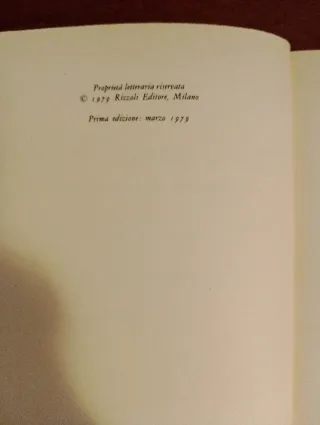 Proprietà letteraria riservata
© 1979 Rizzoli Editore, Milano
Prima edizione: marzo 1979